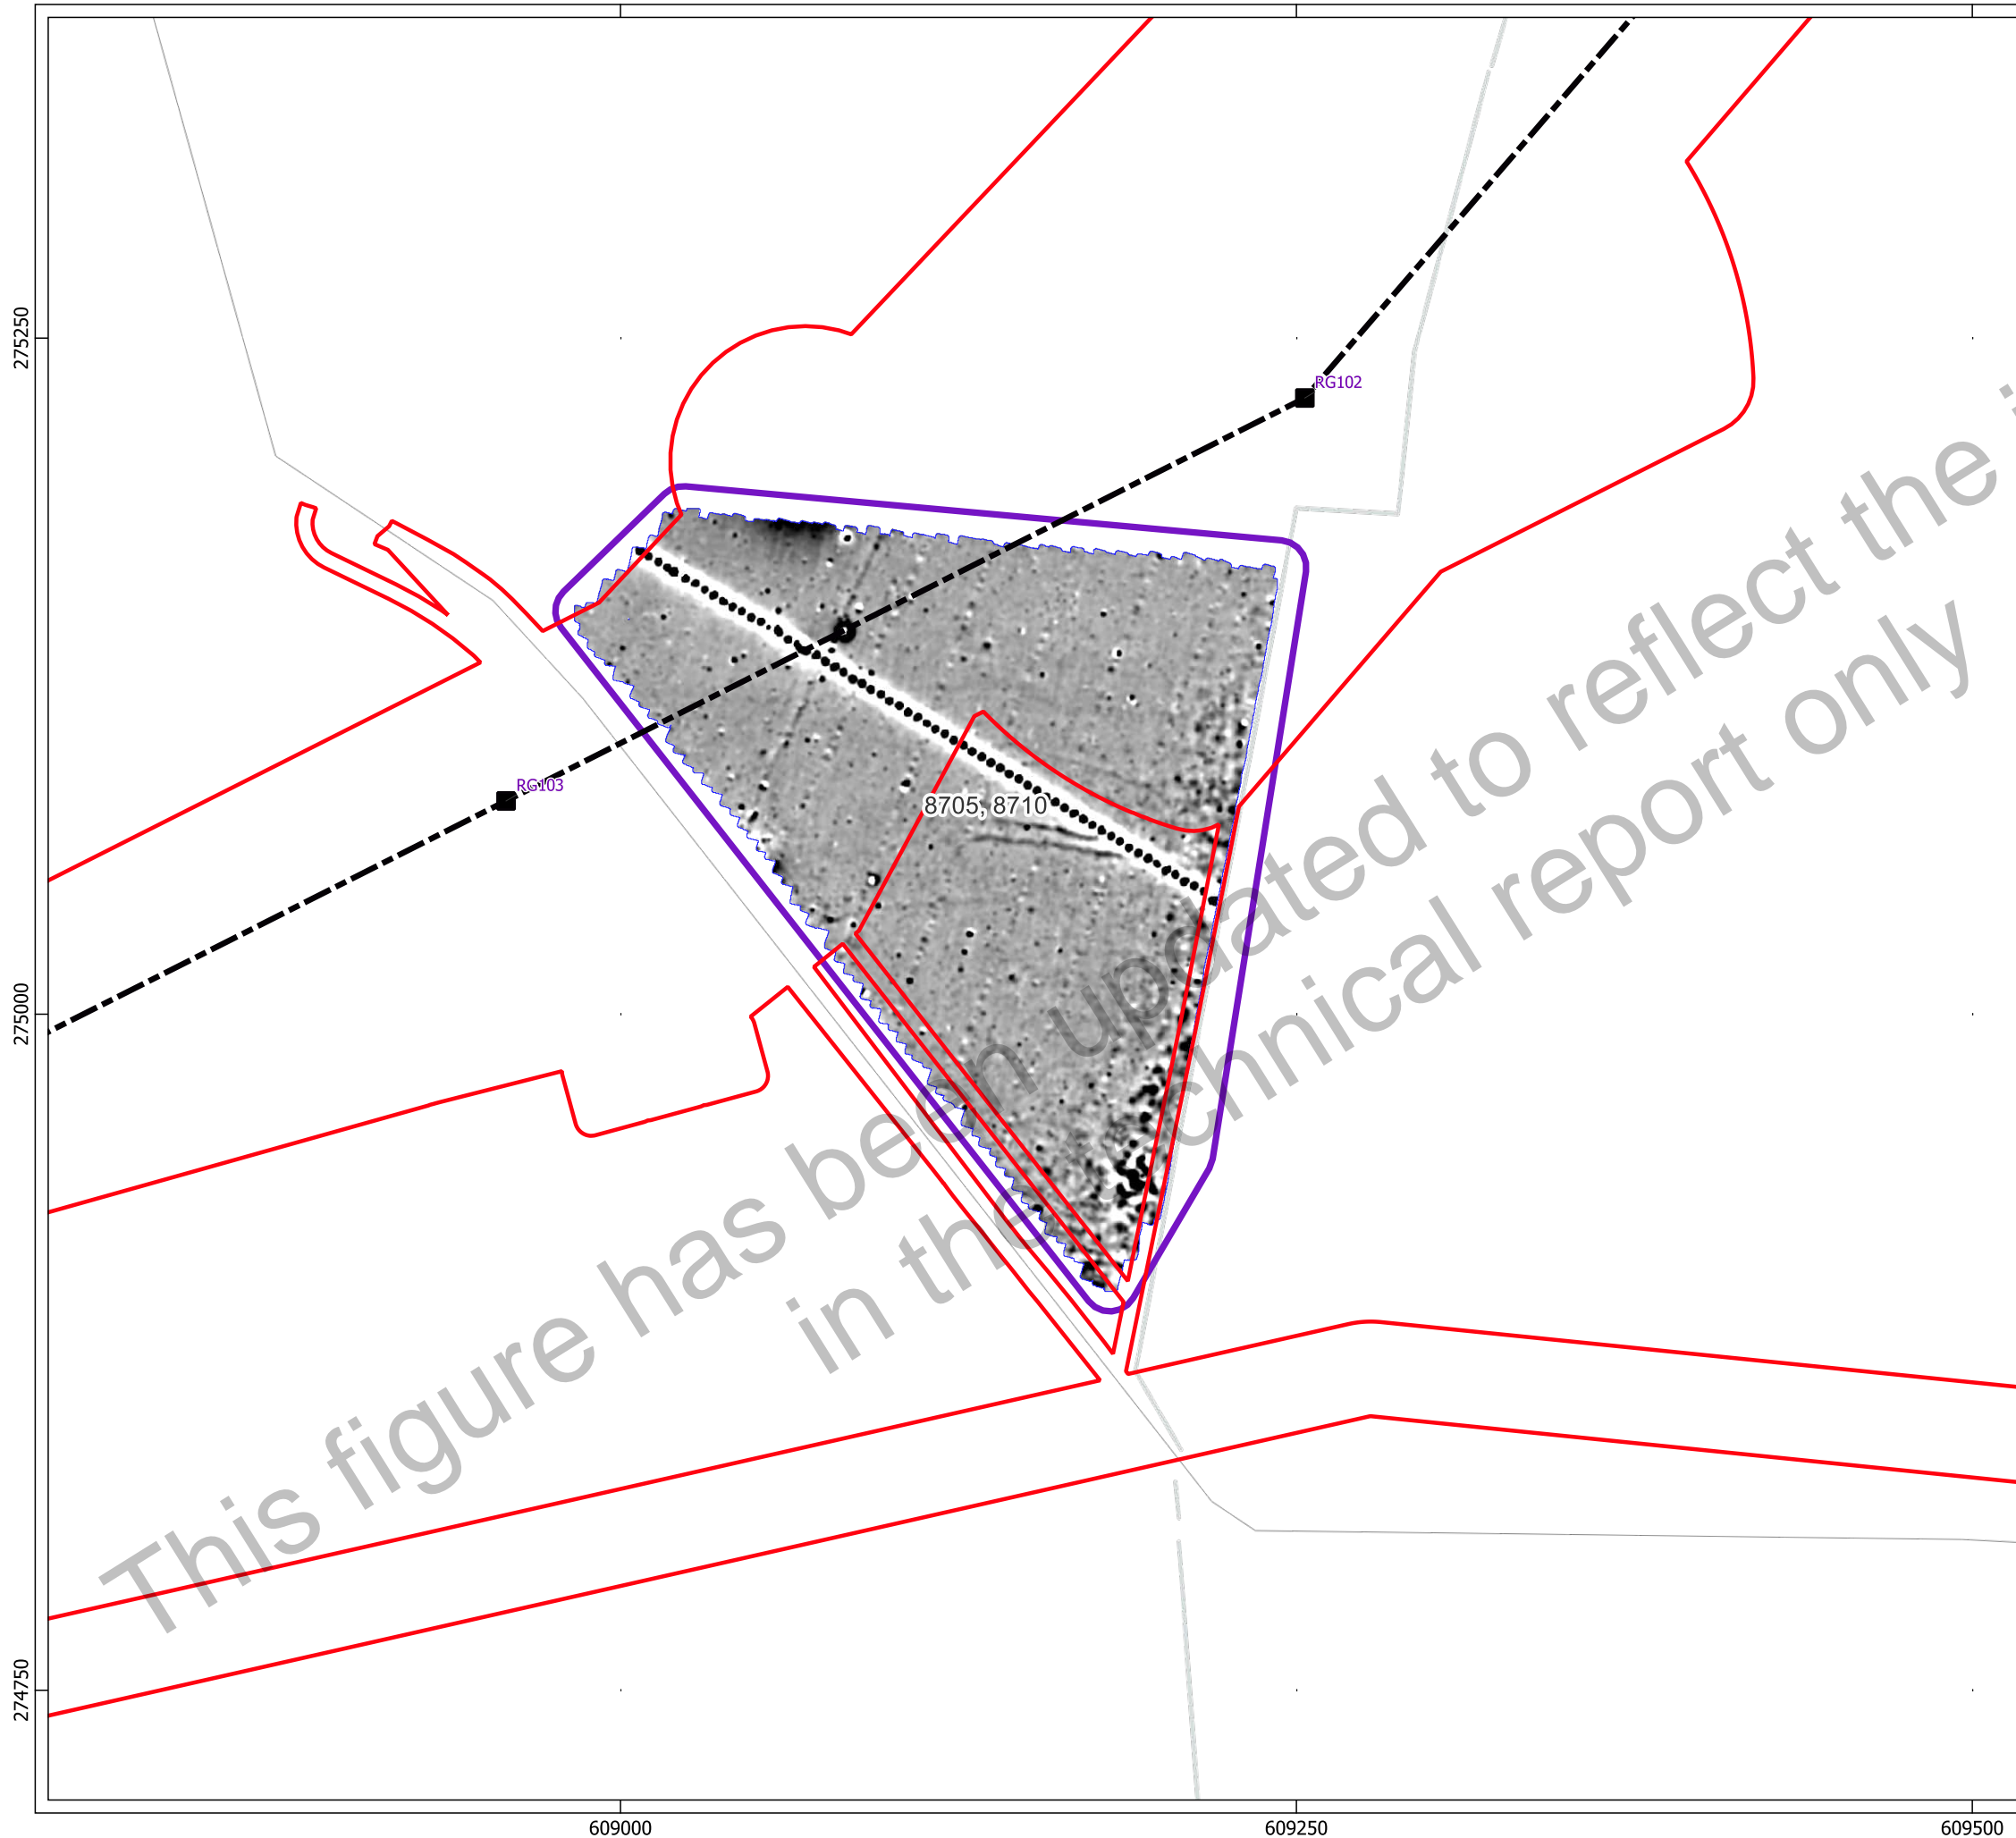 275250
RG102
RG103
8705, 8710
This figure has been updated to reflect the
in the technical report only
275000
274750
609000
609250
609500